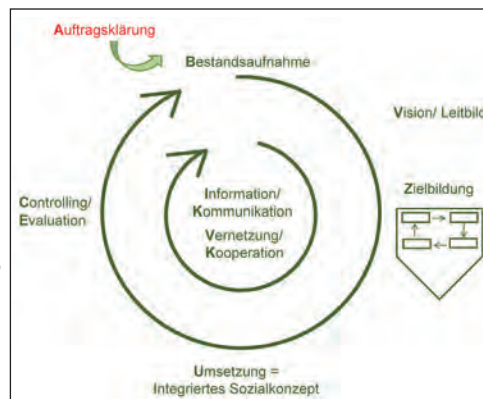 Auftragsklärung
Bestandsaufnahme
Vision/ Leitbild
Zielbildung
Controlling/
Evaluation
Information/
Kommunikation
Vernetzung/
Kooperation
Umsetzung =
Integriertes Sozialkonzept